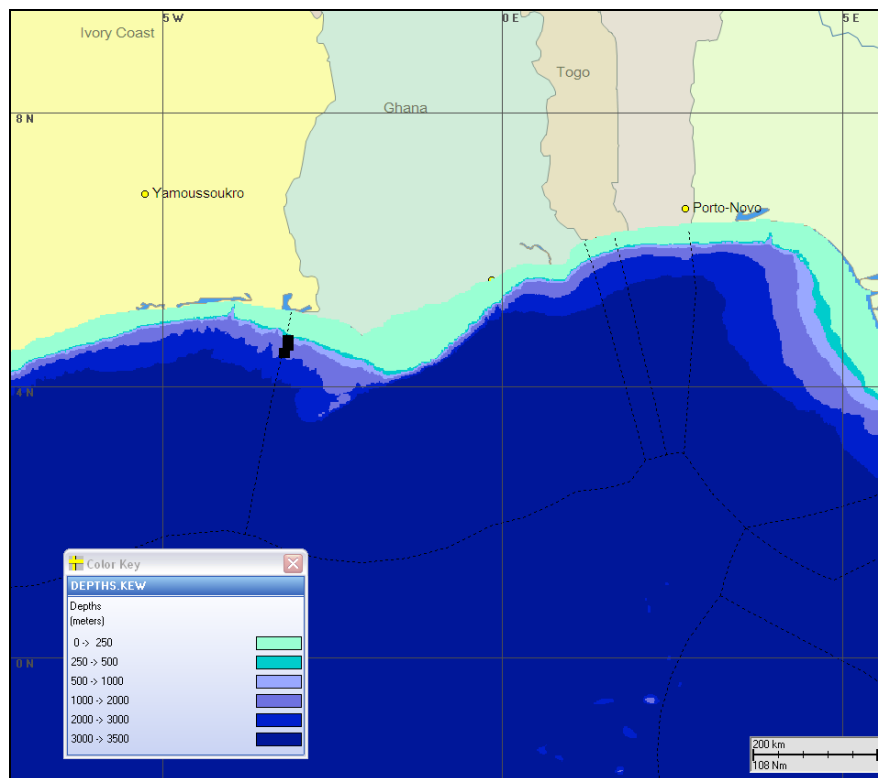 5 W
0 E
5 E
Ivory Coast
Togo
Ghana
8 N
Yamoussoukro
Porto-Novo
4 N
Color Key
DEPTHS.KEW
Depths
(meters)
0 -> 250
250 -> 500
500 -> 1000
1000 -> 2000
2000 -> 3000
3000 -> 3500
0 N
200 km
108 Nm